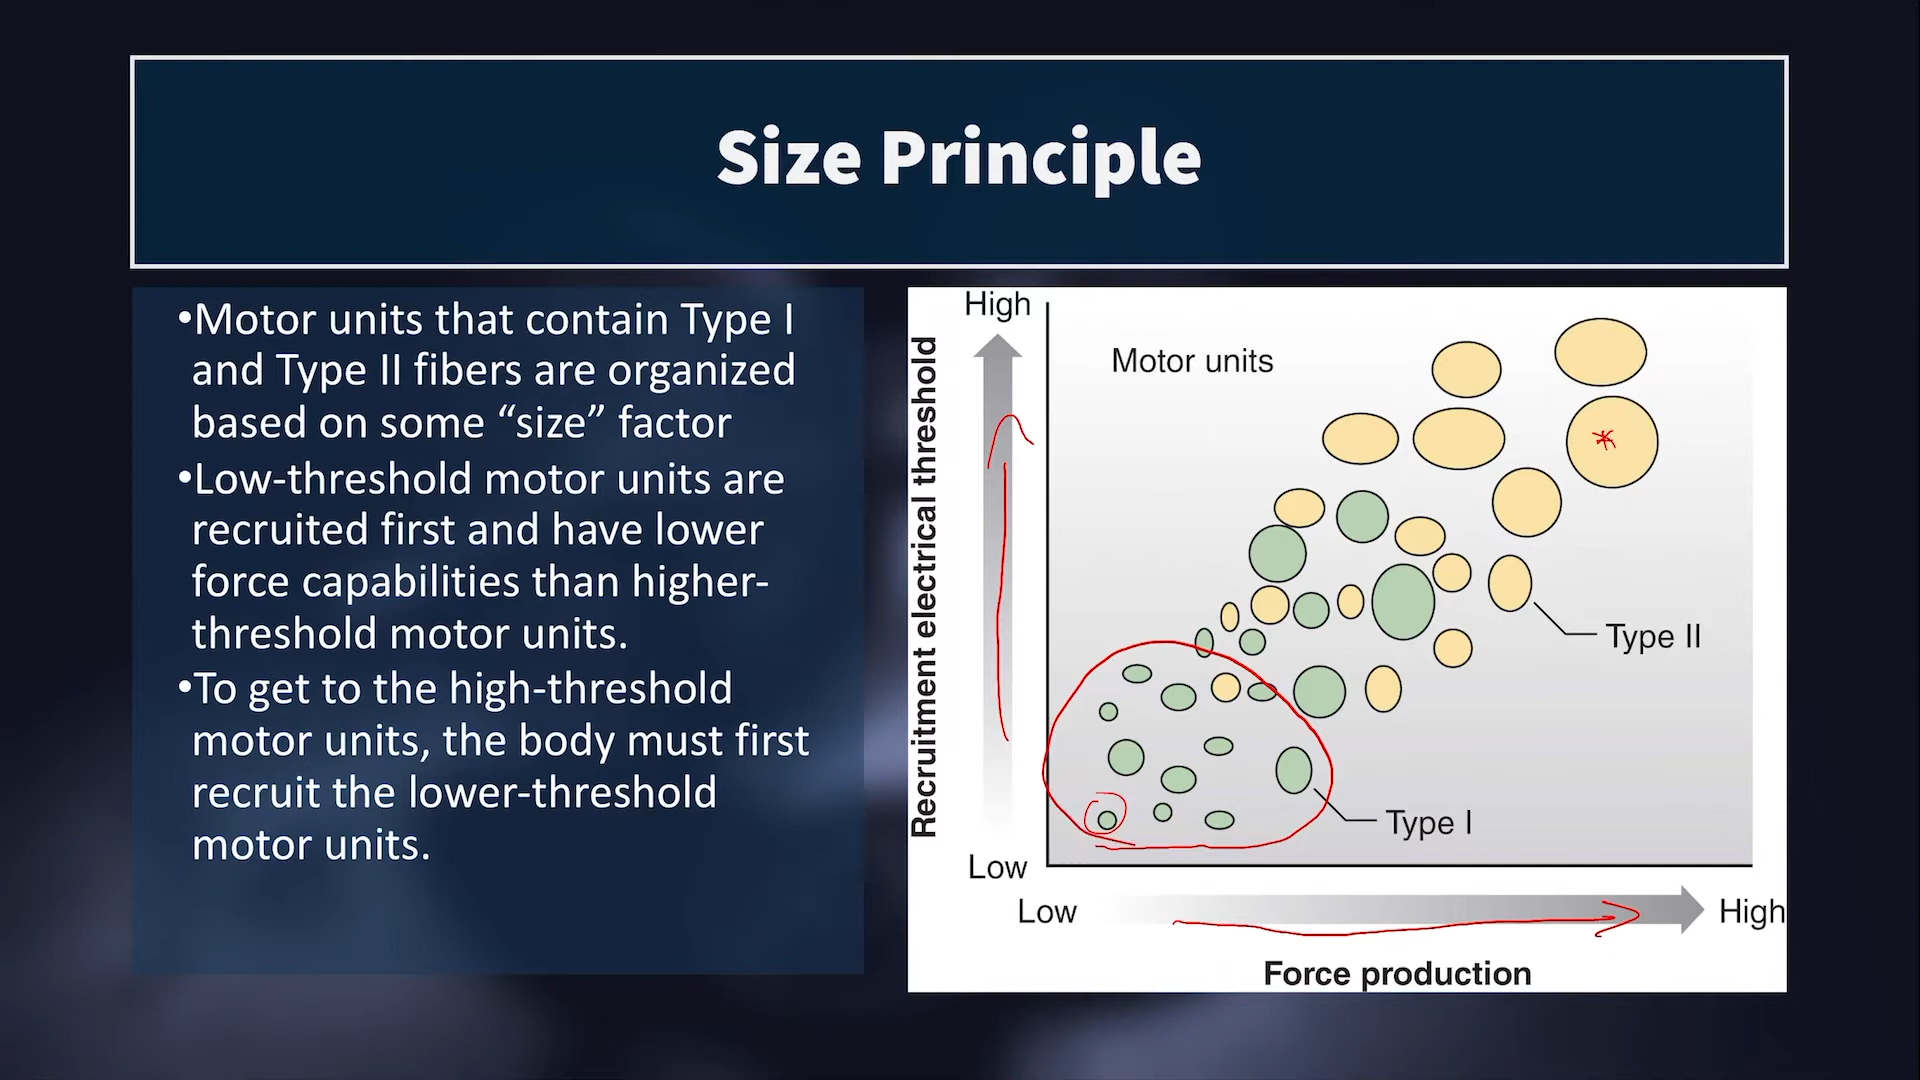 Size Principle
•Motor units that contain Type I
and Type II fibers are organized
based on some “size” factor
•Low-threshold motor units are
recruited first and have lower
force capabilities than higher-
threshold motor units.
•To get to the high-threshold
motor units, the body must first
recruit the lower-threshold
motor units.
High
Recruitment electrical threshold
Motor units
Type II
Type I
Low
Low
High
Force production